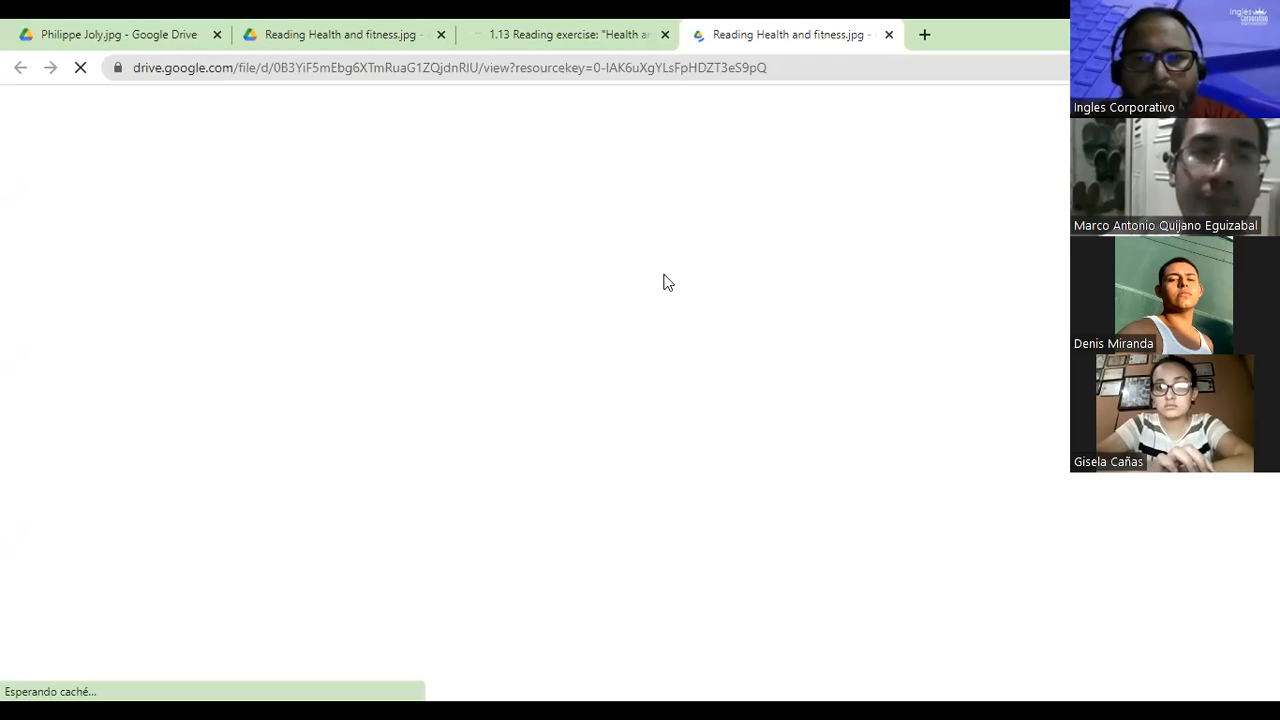 Philippe Joly.jpg - Google Drive
Reading Health and fitness.jpg -
1.13 Reading exercise: "Health a
Reading Health and fitness.jpg -
drive.google.com/file/d/0B3YiF5mEbg6XTmRuaG1ZQjdnRlU/view?resourcekey=0-IAK6uXgYLsFpHDZT3eS9pQ
Ingles
Corporativo
Ingles Corporativo
Marco Antonio Quijano Eguizabal
Denis Miranda
Gisela Cañas
Esperando caché...